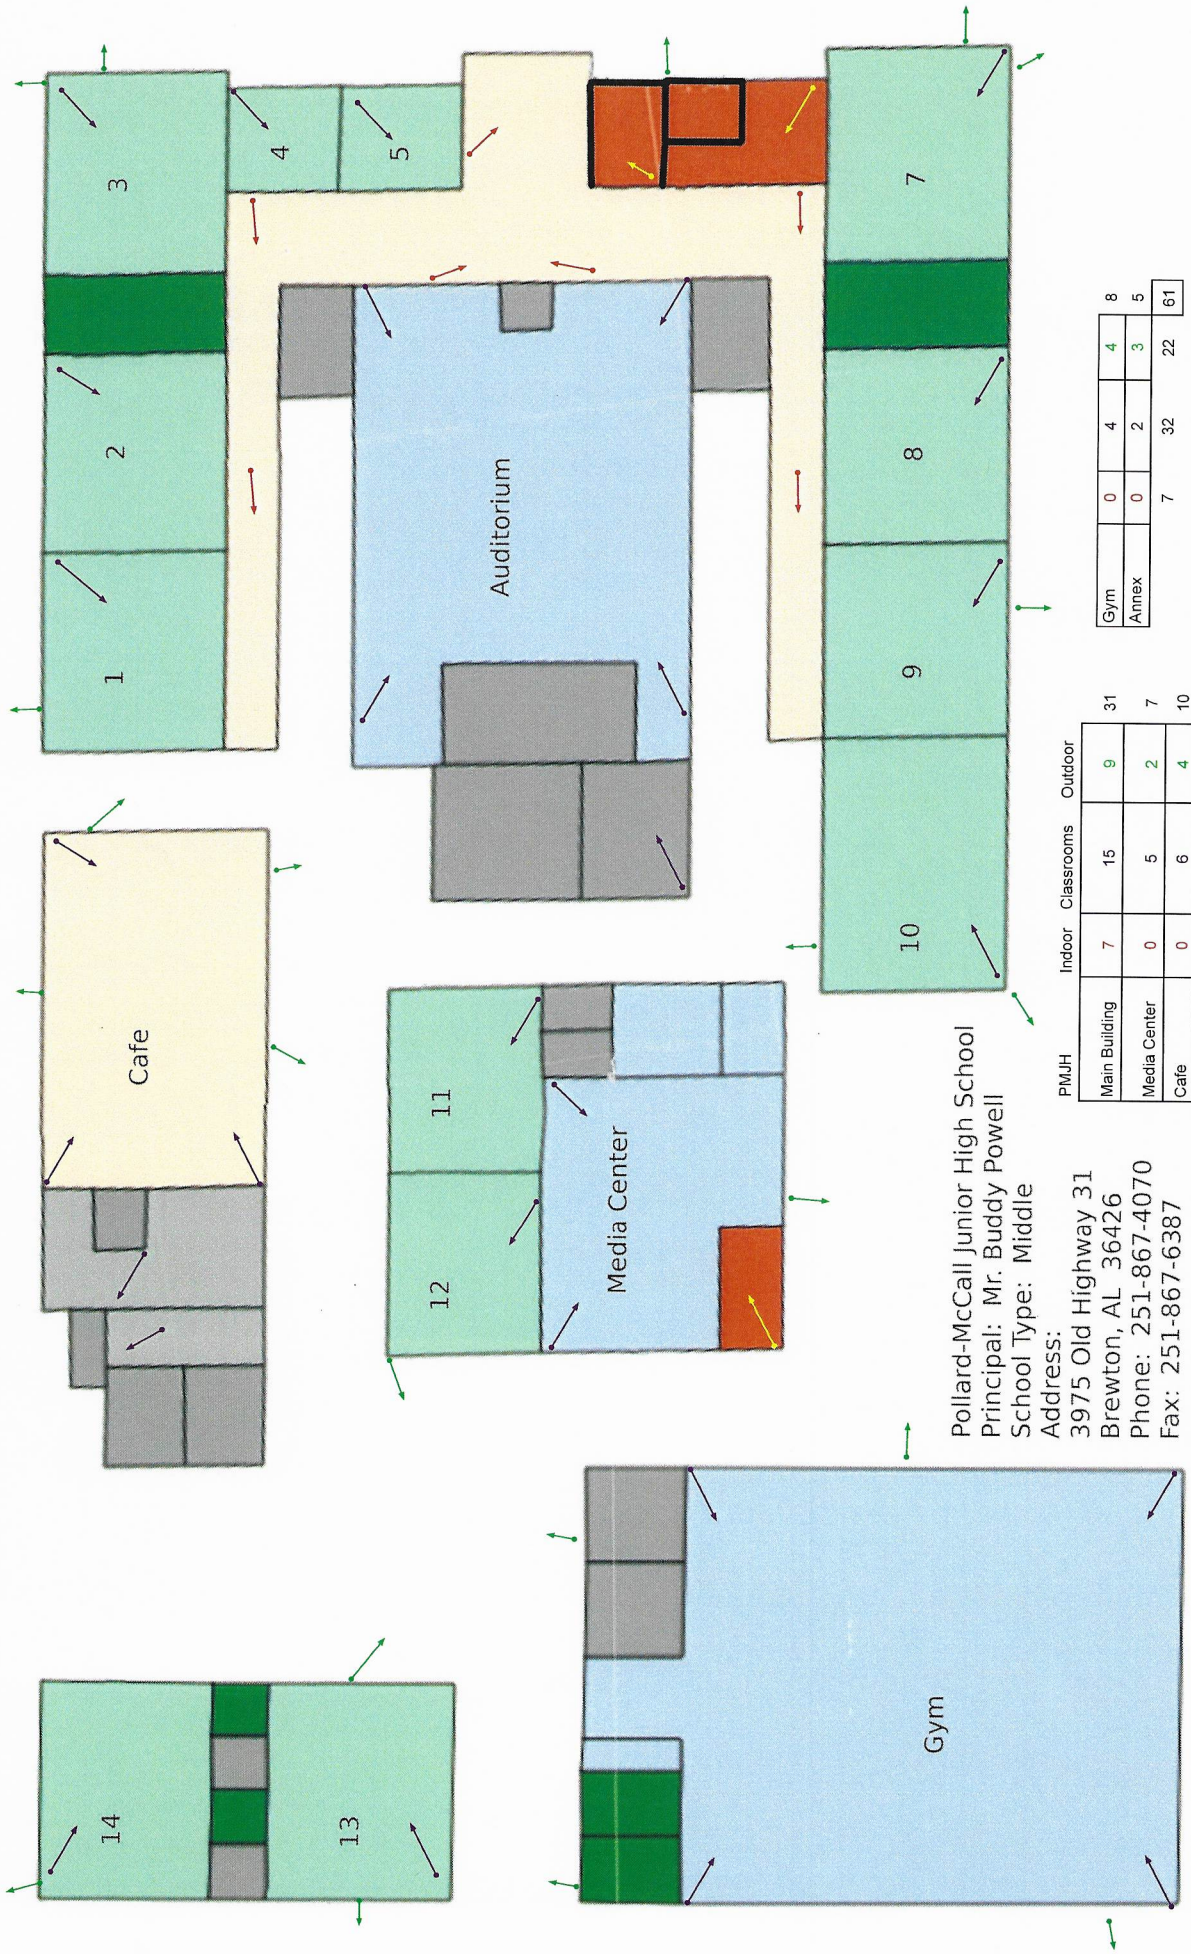 14
Cafe
1
2
3
4
13
5
12
11
Auditorium
Media Center
Gym
10
9
8
7
Pollard-McCall Junior High School
Principal: Mr. Buddy Powell
School Type: Middle
Address:
3975 Old Highway 31
Brewton, AL 36426
Phone: 251-867-4070
Fax: 251-867-6387
PMJH Indoor Classrooms Outdoor
Main Building 7 15 9 31
Media Center 0 5 2 7
Cafe 0 6 4 10
Gym 0 4 4 8
Annex 0 2 3 5
7 32 22 61